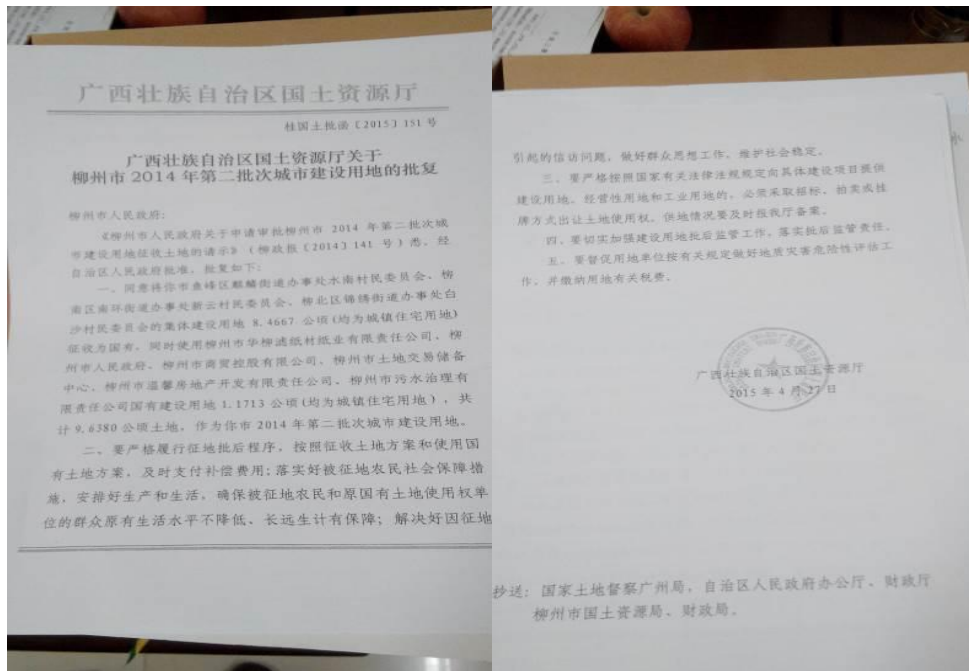 广西壮族自治区国土资源厅
桂国土批函〔2015〕151号
广西壮族自治区国土资源厅关于
柳州市2014年第二批次城市建设用地的批复
柳州市人民政府:
《柳州市人民政府关于申请审批柳州市 2014 年第二批次城
市建设用地征收土地的请示》(柳政报〔2014〕141 号)悉。经
自治区人民政府批准,批复如下:
一、同意将你市鱼峰区麒麟街道办事处水南村民委员会、柳
南区南环街道办事处新云村民委员会、柳北区锦绣街道办事处白
沙村民委员会的集体建设用地 8.4667 公顷(均为城镇住宅用地)
征收为国有,同时使用柳州市华柳滤纸材纸业有限责任公司、柳
州市人民政府、柳州市商贸控股有限公司、柳州市土地交易储备
中心、柳州市温馨房地产开发有限责任公司、柳州市污水治理有
限责任公司国有建设用地1.1713 公顷(均为城镇住宅用地),共
计9.6380公顷土地,作为你市2014年第二批次城市建设用地。
二、要严格履行征地批后程序,按照征收土地方案和使用国
有土地方案,及时支付补偿费用;落实好被征地农民社会保障措
施,安排好生产和生活,确保被征地农民和原国有土地使用权单
位的群众原有生活水平不降低、长远生计有保障;解决好因征地
引起的信访问题,做好群众思想工作,维护社会稳定。
三、要严格按照国家有关法律法规规定向具体建设项目提供
建设用地。经营性用地和工业用地的,必须采取招标、拍卖或挂
牌方式出让土地使用权。供地情况要及时报我厅备案。
四、要切实加强建设用地批后监管工作,落实批后监管责任。
五、要督促用地单位按有关规定做好地质灾害危险性评估工
作,并缴纳用地有关税费。
广西壮族自治区国土资源厅
2015年4月27日
抄送:国家土地督察广州局,自治区人民政府办公厅、财政厅
柳州市国土资源局、财政局。